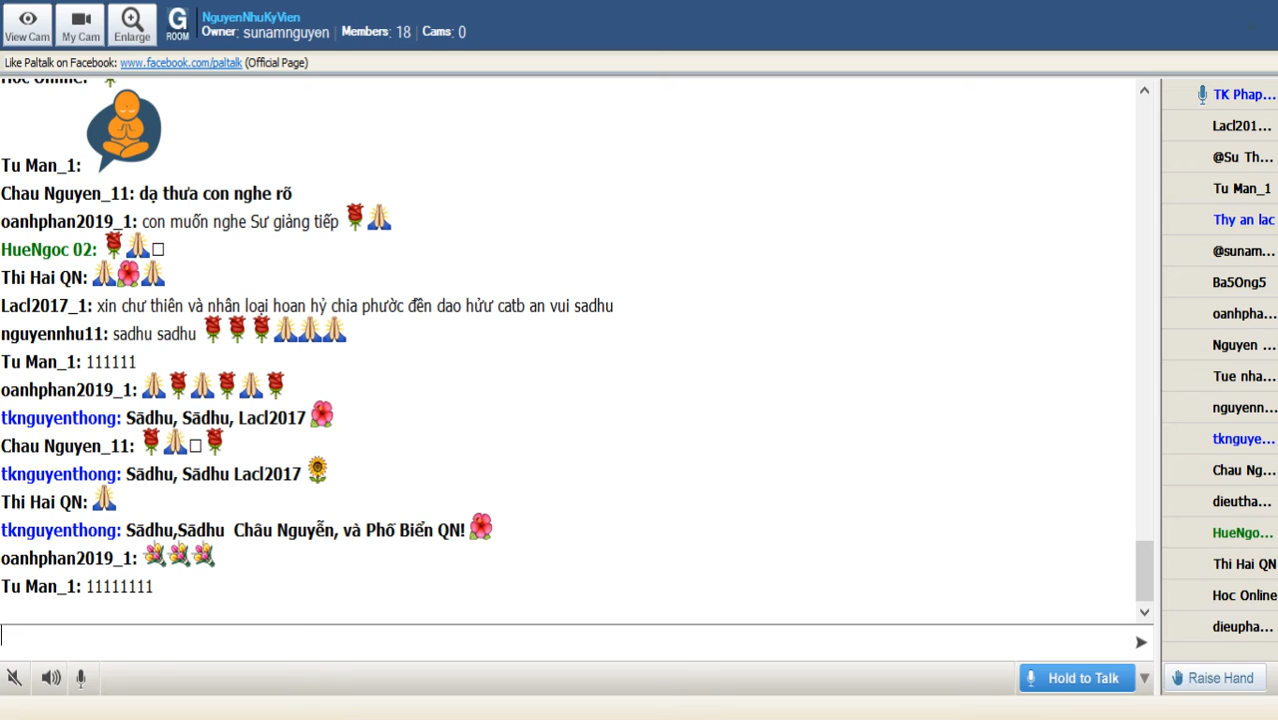 View Cam
My Cam
Enlarge
G
ROOM
NguyenNhuKyVien
Owner: sunamnguyen Members: 18 Cams: 0
Like Paltalk on Facebook: www.facebook.com/paltalk (Official Page)
Hoc Online:
Tu Man_1:
Chau Nguyen_11: dạ thưa con nghe rõ
oanhphan2019_1: con muốn nghe Sư giảng tiếp
HueNgoc 02:
Thi Hai QN:
Lacl2017_1: xin chư thiên và nhân loại hoan hỷ chia phước đên dao hửu catb an vui sadhu
nguyennhu11: sadhu sadhu
Tu Man_1: 111111
oanhphan2019_1:
tknguyenthong: Sādhu, Sādhu, Lacl2017
Chau Nguyen_11:
tknguyenthong: Sādhu, Sādhu Lacl2017
Thi Hai QN:
tknguyenthong: Sādhu,Sādhu Châu Nguyễn, và Phố Biển QN!
oanhphan2019_1:
Tu Man_1: 11111111
TK Phap...
Lacl201...
@Su Th...
Tu Man_1
Thy an lac
@sunam...
Ba5Ong5
oanhpha...
Nguyen ...
Tue nha...
nguyenn...
tknguye...
Chau Ng...
dieutha...
HueNgo...
Thi Hai QN
Hoc Online
dieupha...
Hold to Talk
Raise Hand